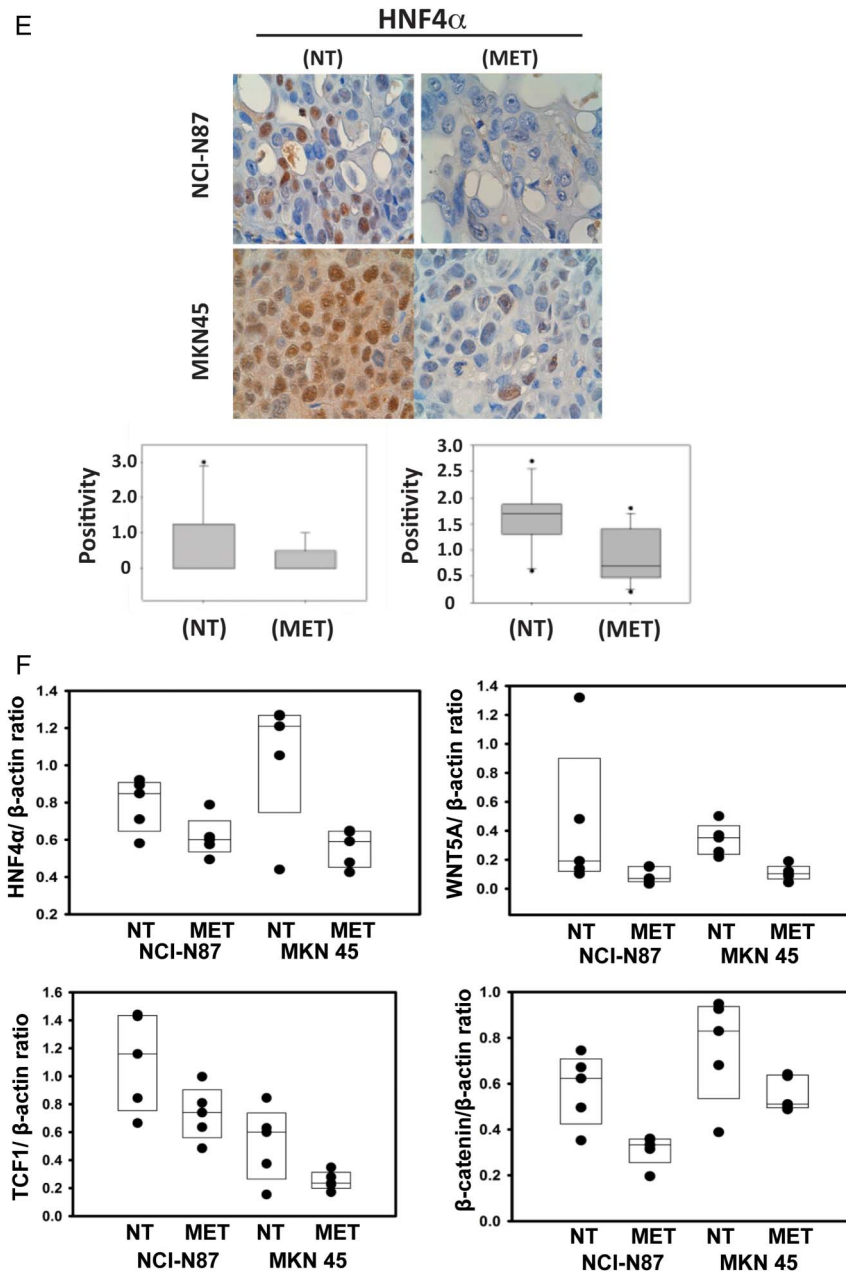 E
HNF4α
(NT) (MET)
NCI-N87
MKN45
Positivity
3.0
2.0
1.0
0
(NT) (MET)
Positivity
3.0
2.5
2.0
1.5
1.0
0.5
0
(NT) (MET)
F
HNF4α/ β-actin ratio
1.4
1.2
1.0
0.8
0.6
0.4
0.2
NT MET NT MET
NCI-N87 MKN 45
WNT5A/ β-actin ratio
1.4
1.2
1.0
0.8
0.6
0.4
0.2
0.0
NT MET NT MET
NCI-N87 MKN 45
TCF1/ β-actin ratio
1.6
1.4
1.2
1.0
0.8
0.6
0.4
0.2
0.0
NT MET NT MET
NCI-N87 MKN 45
β-catenin/β-actin ratio
1.0
0.8
0.6
0.4
0.2
0.0
NT MET NT MET
NCI-N87 MKN 45